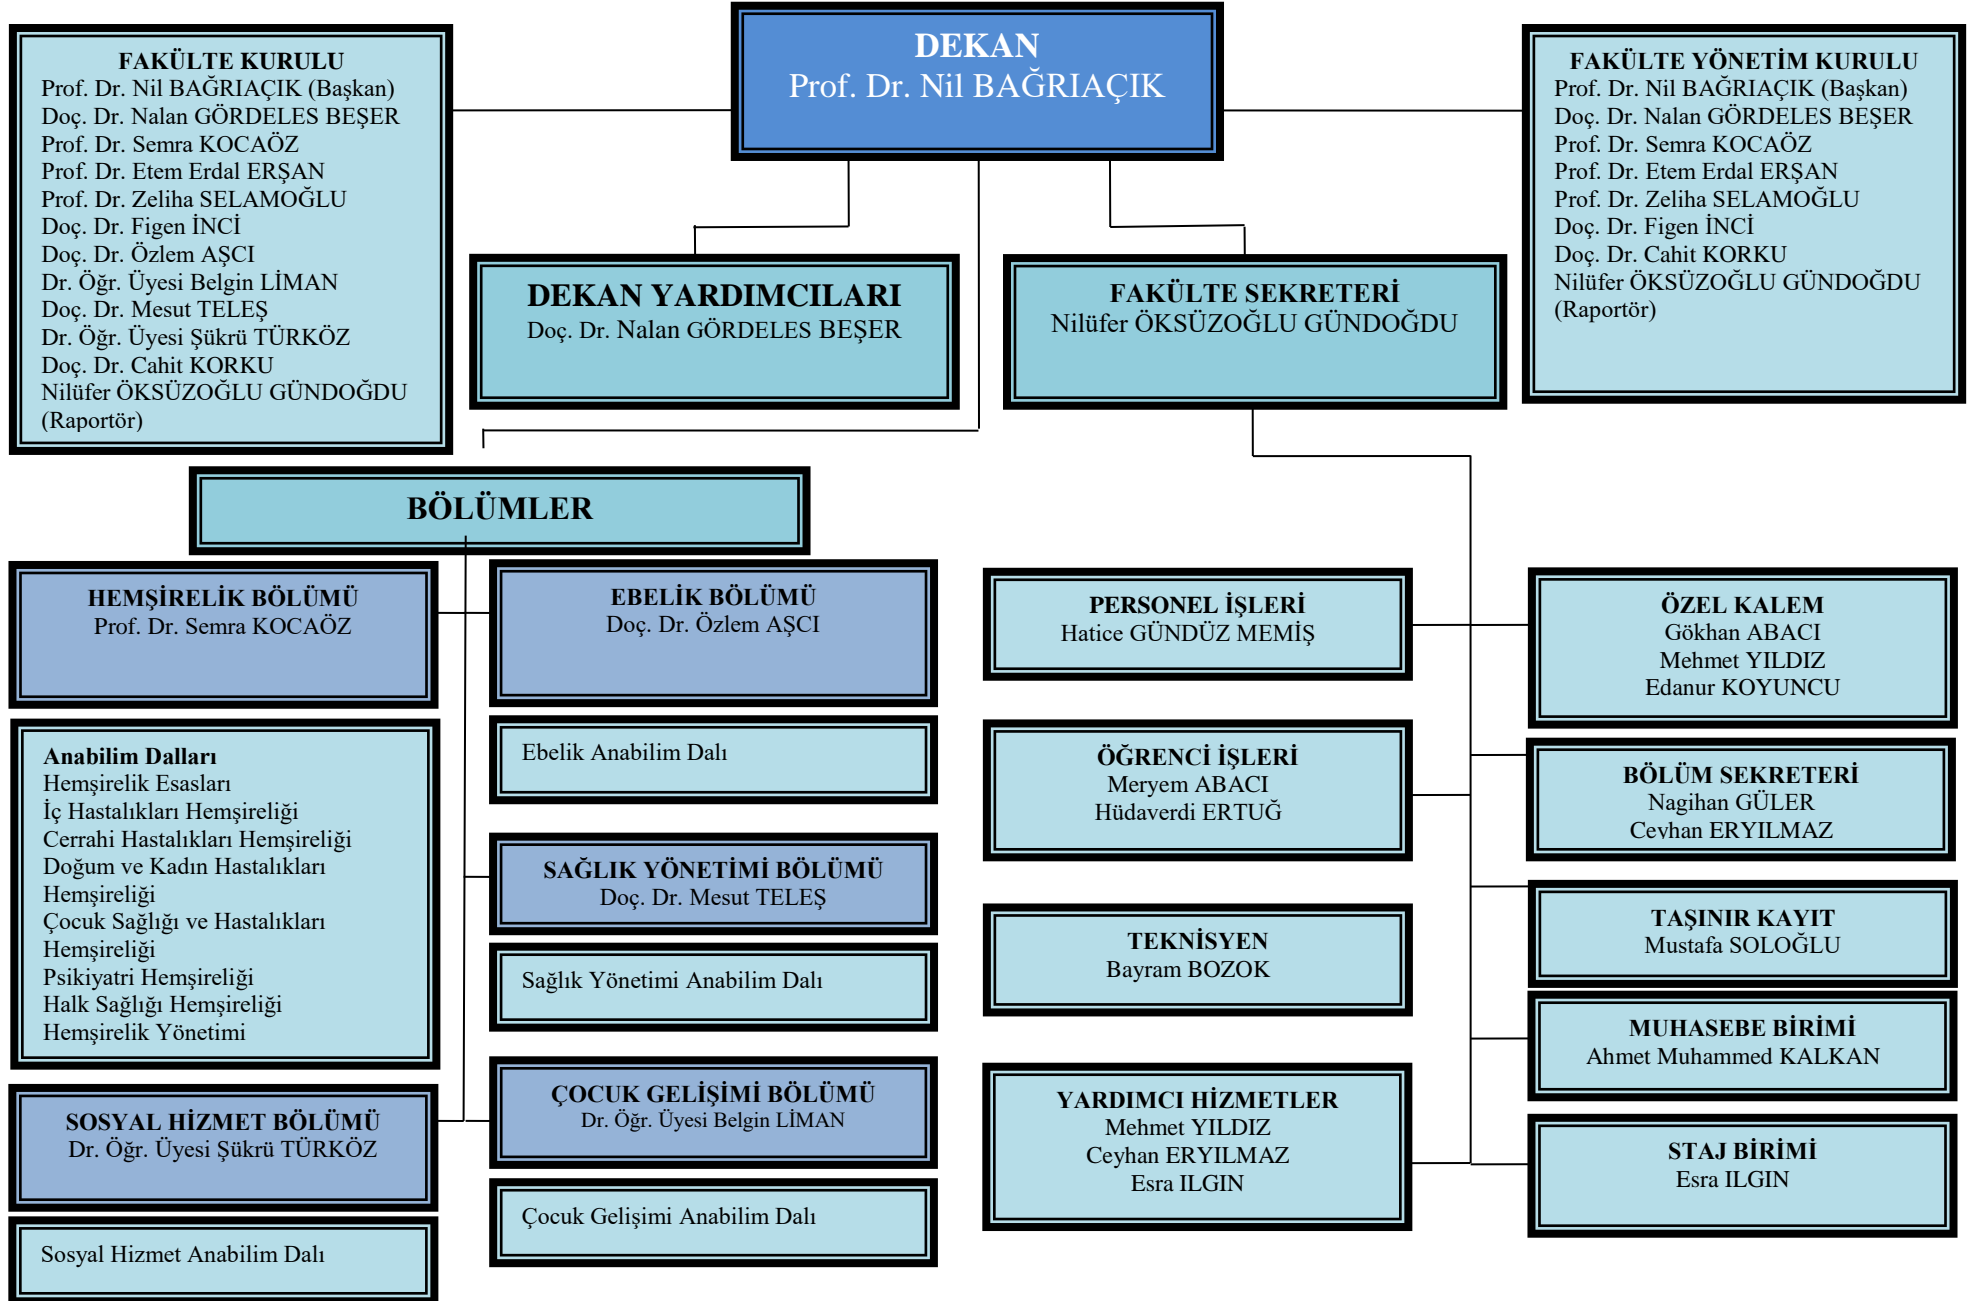 FAKÜLTE KURULU
Prof. Dr. Nil BAĞRIAÇIK (Başkan)
Doç. Dr. Nalan GÖRDELES BEŞER
Prof. Dr. Semra KOCAÖZ
Prof. Dr. Etem Erdal ERŞAN
Prof. Dr. Zeliha SELAMOĞLU
Doç. Dr. Figen İNCİ
Doç. Dr. Özlem AŞCI
Dr. Öğr. Üyesi Belgin LİMAN
Doç. Dr. Mesut TELEŞ
Dr. Öğr. Üyesi Şükrü TÜRKÖZ
Doç. Dr. Cahit KORKU
Nilüfer ÖKSÜZOĞLU GÜNDOĞDU
(Raportör)
DEKAN
Prof. Dr. Nil BAĞRIAÇIK
FAKÜLTE YÖNETİM KURULU
Prof. Dr. Nil BAĞRIAÇIK (Başkan)
Doç. Dr. Nalan GÖRDELES BEŞER
Prof. Dr. Semra KOCAÖZ
Prof. Dr. Etem Erdal ERŞAN
Prof. Dr. Zeliha SELAMOĞLU
Doç. Dr. Figen İNCİ
Doç. Dr. Cahit KORKU
Nilüfer ÖKSÜZOĞLU GÜNDOĞDU
(Raportör)
DEKAN YARDIMCILARI
Doç. Dr. Nalan GÖRDELES BEŞER
FAKÜLTE SEKRETERİ
Nilüfer ÖKSÜZOĞLU GÜNDOĞDU
BÖLÜMLER
HEMŞİRELİK BÖLÜMÜ
Prof. Dr. Semra KOCAÖZ
Anabilim Dalları
Hemşirelik Esasları
İç Hastalıkları Hemşireliği
Cerrahi Hastalıkları Hemşireliği
Doğum ve Kadın Hastalıkları
Hemşireliği
Çocuk Sağlığı ve Hastalıkları
Hemşireliği
Psikiyatri Hemşireliği
Halk Sağlığı Hemşireliği
Hemşirelik Yönetimi
SOSYAL HİZMET BÖLÜMÜ
Dr. Öğr. Üyesi Şükrü TÜRKÖZ
Sosyal Hizmet Anabilim Dalı
EBELİK BÖLÜMÜ
Doç. Dr. Özlem AŞCI
Ebelik Anabilim Dalı
SAĞLIK YÖNETİMİ BÖLÜMÜ
Doç. Dr. Mesut TELEŞ
Sağlık Yönetimi Anabilim Dalı
ÇOCUK GELİŞİMİ BÖLÜMÜ
Dr. Öğr. Üyesi Belgin LİMAN
Çocuk Gelişimi Anabilim Dalı
PERSONEL İŞLERİ
Hatice GÜNDÜZ MEMİŞ
ÖĞRENCİ İŞLERİ
Meryem ABACI
Hüdaverdi ERTUĞ
TEKNİSYEN
Bayram BOZOK
YARDIMCI HİZMETLER
Mehmet YILDIZ
Ceyhan ERYILMAZ
Esra ILGIN
ÖZEL KALEM
Gökhan ABACI
Mehmet YILDIZ
Edanur KOYUNCU
BÖLÜM SEKRETERİ
Nagihan GÜLER
Ceyhan ERYILMAZ
TAŞINIR KAYIT
Mustafa SOLOĞLU
MUHASEBE BİRİMİ
Ahmet Muhammed KALKAN
STAJ BİRİMİ
Esra ILGIN